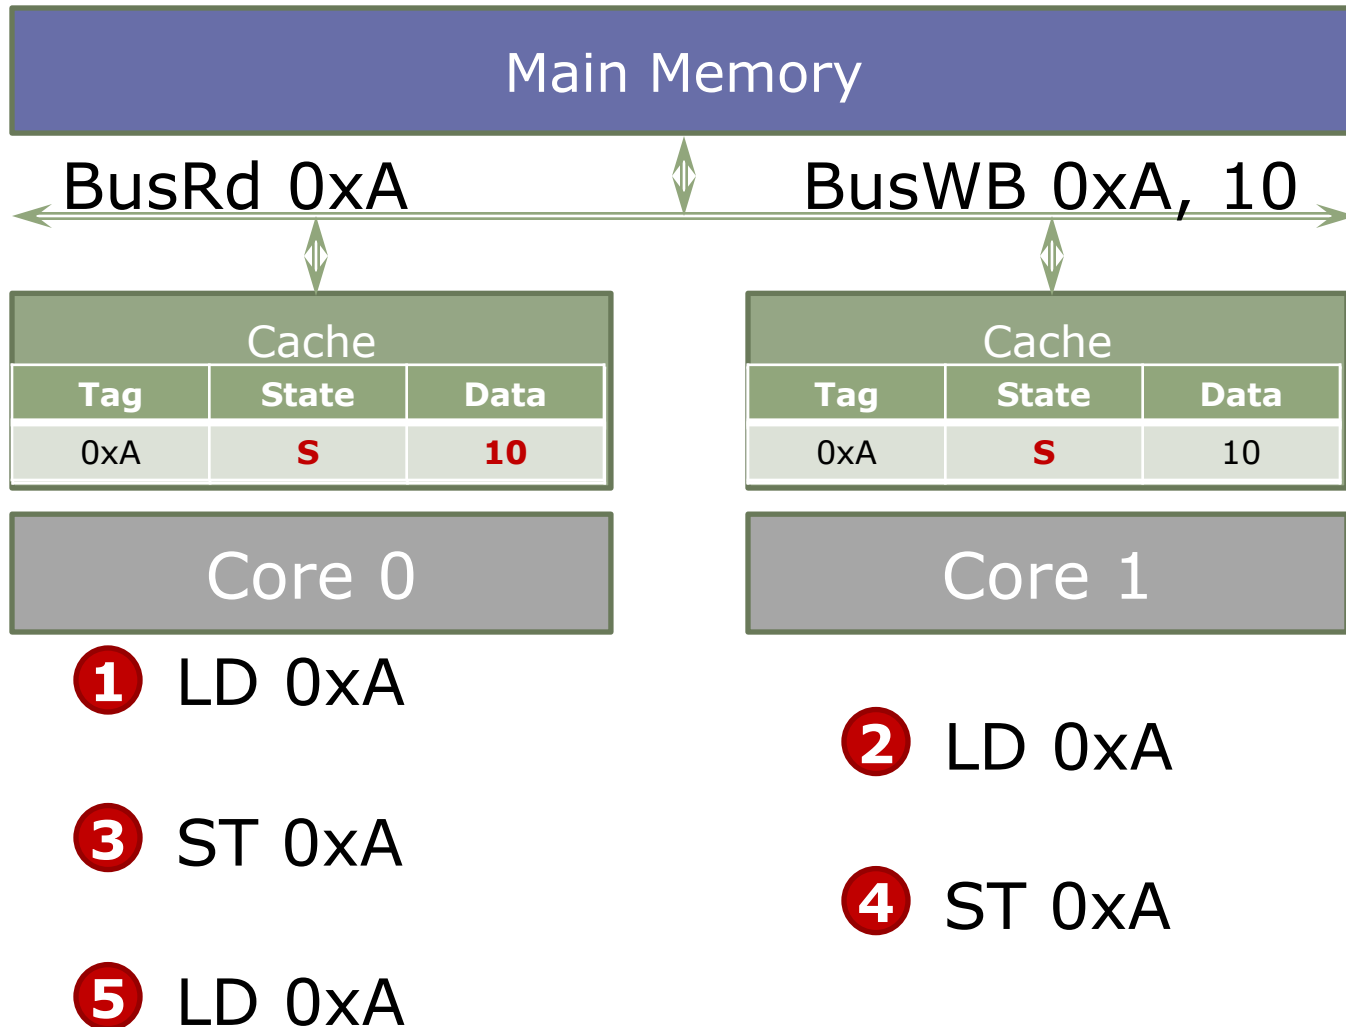 Main Memory
BusRd 0xA
BusWB 0xA, 10
Cache
Tag State Data
0xA S 10
Cache
Tag State Data
0xA S 10
Core 0
Core 1
1 LD 0xA
2 LD 0xA
3 ST 0xA
4 ST 0xA
5 LD 0xA